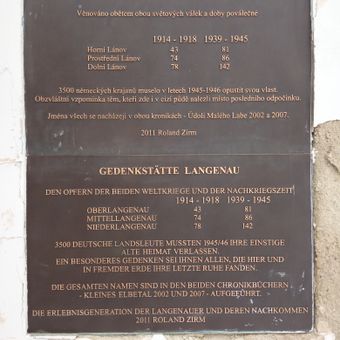 Věnováno obětem obou světových válek a doby poválečné
1914 - 1918 1939 - 1945
Horní Lánov 43 81
Prostřední Lánov 74 86
Dolní Lánov 78 142
3500 německých krajanů muselo v letech 1945-1946 opustit svou vlast.
Obzvláštní vzpomínka těm, kteří zde i v cizí půdě nalezli místo posledního odpočinku.
Jména všech se nacházejí v obou kronikách - Údolí Malého Labe 2002 a 2007.
2011 Roland Zirm
GEDENKSTÄTTE LANGENAU
DEN OPFERN DER BEIDEN WELTKRIEGE UND DER NACHKRIEGSZEIT
1914 - 1918 1939 - 1945
OBERLANGENAU 43 81
MITTELLANGENAU 74 86
NIEDERLANGENAU 78 142
3500 DEUTSCHE LANDSLEUTE MUSSTEN 1945/46 IHRE EINSTIGE
ALTE HEIMAT VERLASSEN.
EIN BESONDERES GEDENKEN SEI IHNEN ALLEN, DIE HIER UND
IN FREMDER ERDE IHRE LETZTE RUHE FANDEN.
DIE GESAMTEN NAMEN SIND IN DEN BEIDEN CHRONIKBÜCHERN
- KLEINES ELBETAL 2002 UND 2007 - AUFGEFÜHRT.
DIE ERLEBNISGENERATION DER LANGENAUER UND DEREN NACHKOMMEN
2011 ROLAND ZIRM